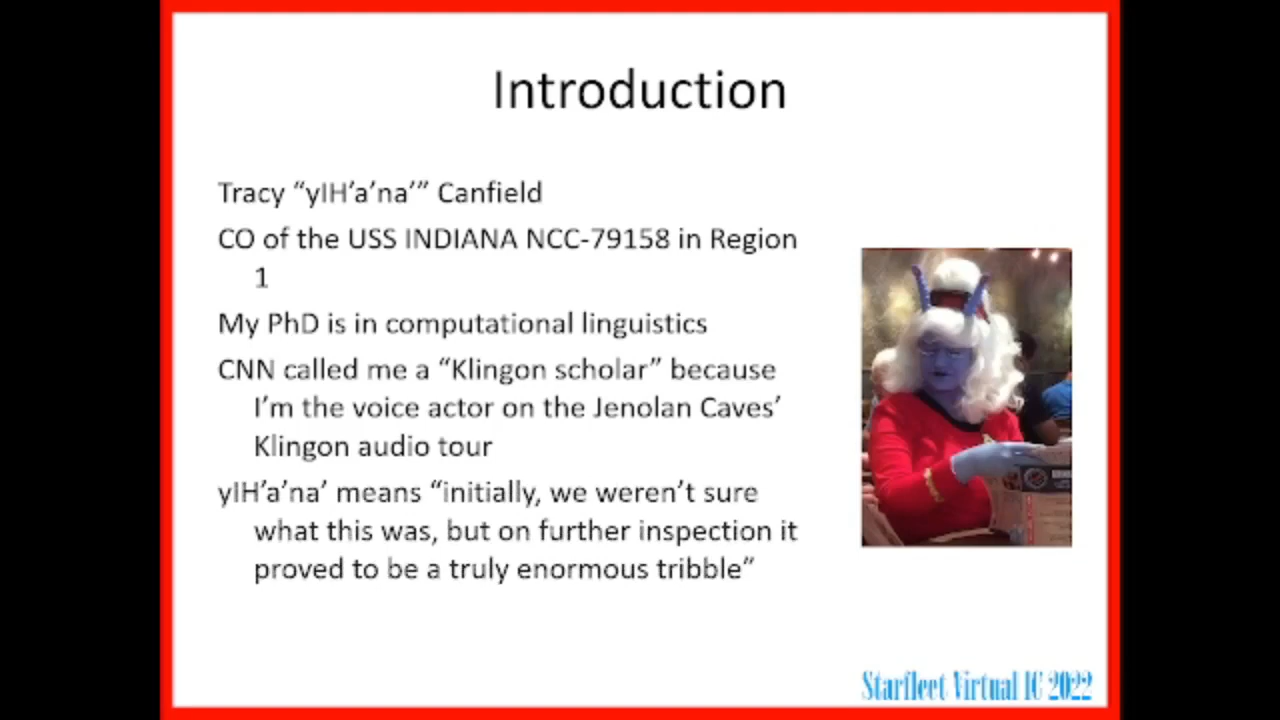 Introduction
Tracy “yIH’a’na’” Canfield
CO of the USS INDIANA NCC-79158 in Region
1
My PhD is in computational linguistics
CNN called me a “Klingon scholar” because
I’m the voice actor on the Jenolan Caves’
Klingon audio tour
yIH’a’na’ means “initially, we weren’t sure
what this was, but on further inspection it
proved to be a truly enormous tribble”
Starfleet Virtual IC 2022